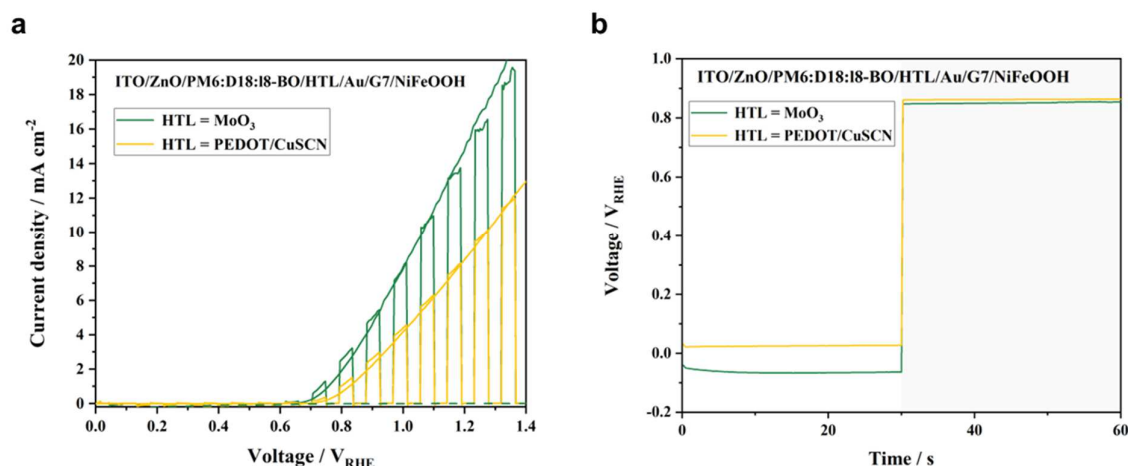 a
ITO/ZnO/PM6:D18:l8-BO/HTL/Au/G7/NiFeOOH
HTL = MoO₃
HTL = PEDOT/CuSCN
Current density / mA cm⁻²
20
18
16
14
12
10
8
6
4
2
0
0.0 0.2 0.4 0.6 0.8 1.0 1.2 1.4
Voltage / V_RHE
b
ITO/ZnO/PM6:D18:l8-BO/HTL/Au/G7/NiFeOOH
HTL = MoO₃
HTL = PEDOT/CuSCN
Voltage / V_RHE
1.0
0.8
0.6
0.4
0.2
0.0
-0.2
0 20 40 60
Time / s